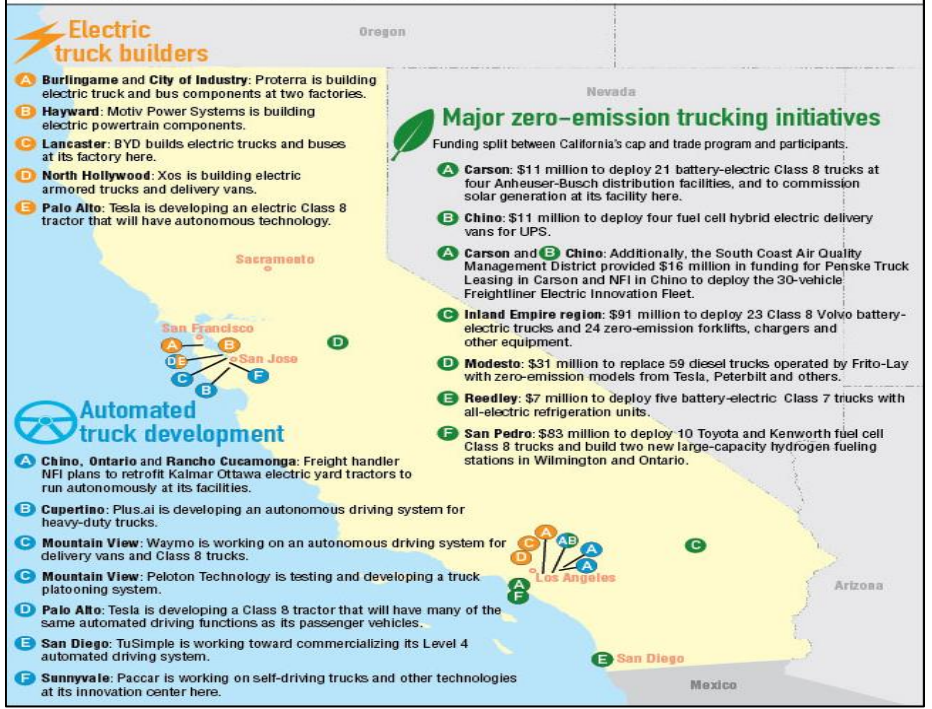 Electric
truck builders
A Burlingame and City of Industry: Proterra is building
electric truck and bus components at two factories.
B Hayward: Motiv Power Systems is building
electric powertrain components.
C Lancaster: BYD builds electric trucks and buses
at its factory here.
D North Hollywood: Xos is building electric
armored trucks and delivery vans.
E Palo Alto: Tesla is developing an electric Class 8
tractor that will have autonomous technology.
Oregon
Nevada
Major zero-emission trucking initiatives
Funding split between California's cap and trade program and participants.
A Carson: $11 million to deploy 21 battery-electric Class 8 trucks at
four Anheuser-Busch distribution facilities, and to commission
solar generation at its facility here.
B Chino: $11 million to deploy four fuel cell hybrid electric delivery
vans for UPS.
A Carson and B Chino: Additionally, the South Coast Air Quality
Management District provided $16 million in funding for Penske Truck
Leasing in Carson and NFI in Chino to deploy the 30-vehicle
Freightliner Electric Innovation Fleet.
C Inland Empire region: $91 million to deploy 23 Class 8 Volvo battery-
electric trucks and 24 zero-emission forklifts, chargers and
other equipment.
D Modesto: $31 million to replace 59 diesel trucks operated by Frito-Lay
with zero-emission models from Tesla, Peterbilt and others.
E Reedley: $7 million to deploy five battery-electric Class 7 trucks with
all-electric refrigeration units.
F San Pedro: $83 million to deploy 10 Toyota and Kenworth fuel cell
Class 8 trucks and build two new large-capacity hydrogen fueling
stations in Wilmington and Ontario.
Sacramento
San Francisco
A B
D
DE San Jose
C F
B
Automated
truck development
A Chino, Ontario and Rancho Cucamonga: Freight handler
NFI plans to retrofit Kalmar Ottawa electric yard tractors to
run autonomously at its facilities.
B Cupertino: Plus.ai is developing an autonomous driving system for
heavy-duty trucks.
C Mountain View: Waymo is working on an autonomous driving system for
delivery vans and Class 8 trucks.
C Mountain View: Peloton Technology is testing and developing a truck
platooning system.
D Palo Alto: Tesla is developing a Class 8 tractor that will have many of the
same automated driving functions as its passenger vehicles.
E San Diego: TuSimple is working toward commercializing its Level 4
automated driving system.
F Sunnyvale: Paccar is working on self-driving trucks and other technologies
at its innovation center here.
A
C AB A
D A
C
Los Angeles
A
F
Arizona
E San Diego
Mexico